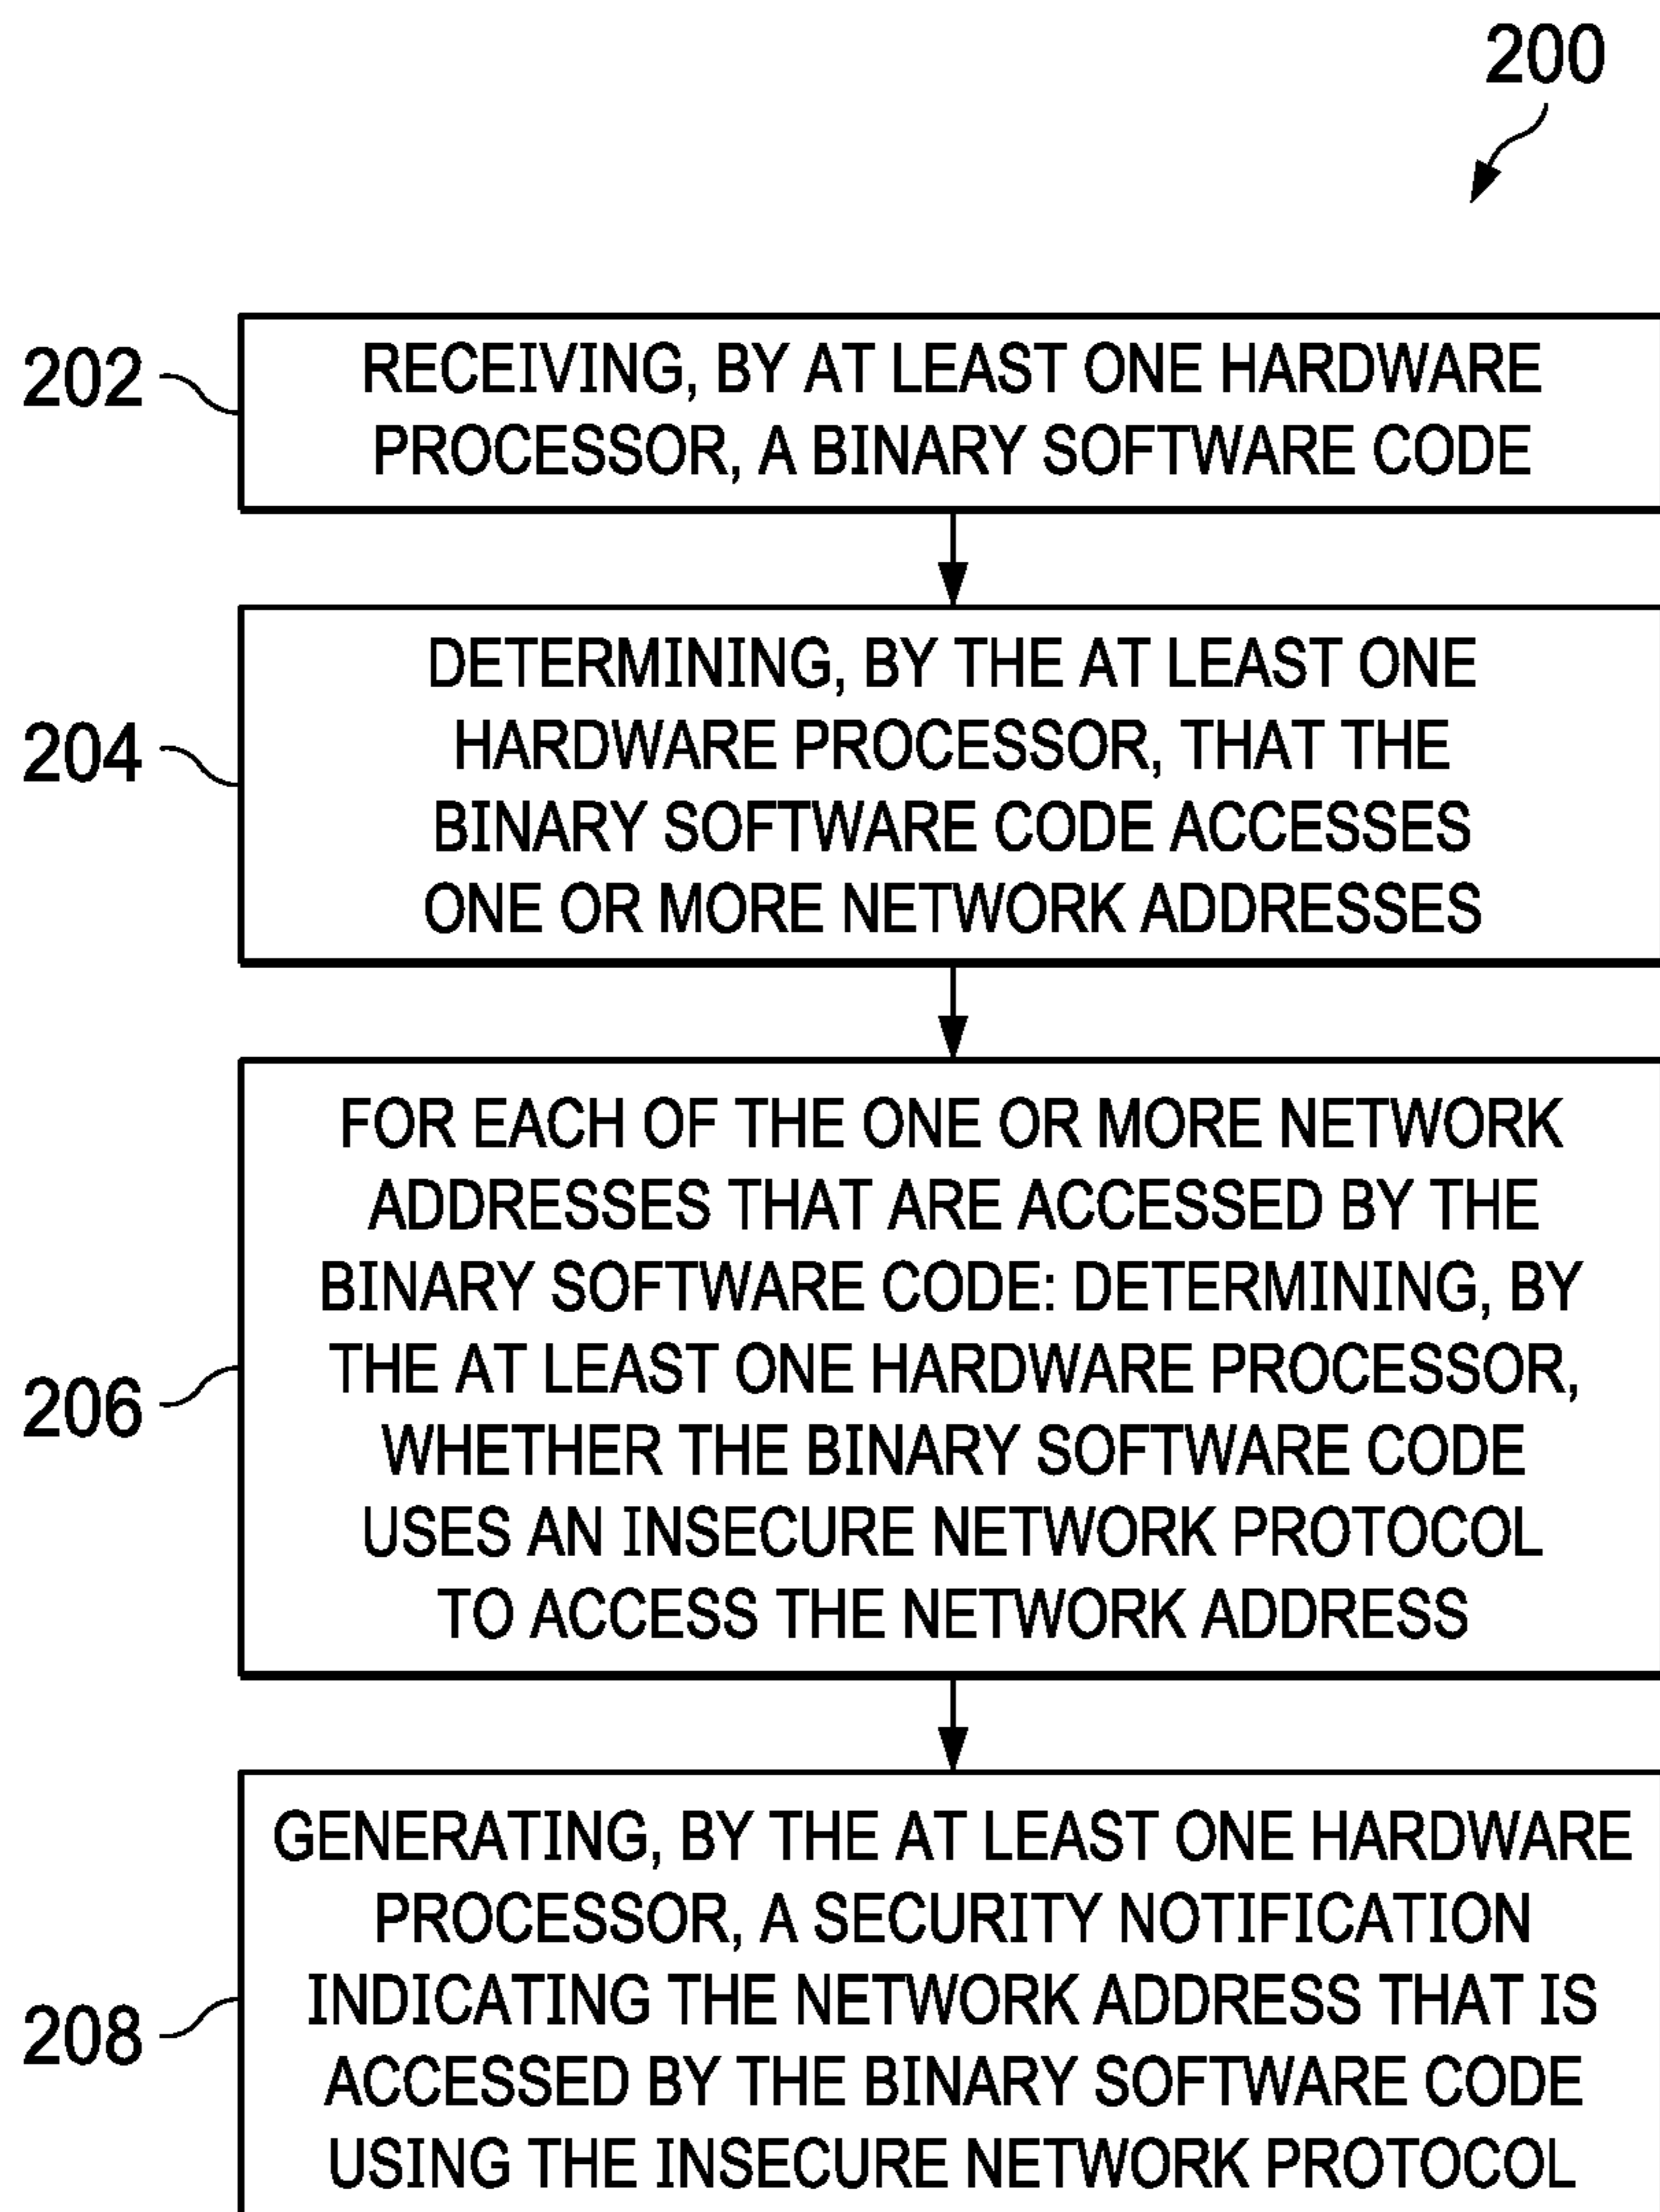 200
202
RECEIVING, BY AT LEAST ONE HARDWARE
PROCESSOR, A BINARY SOFTWARE CODE
204
DETERMINING, BY THE AT LEAST ONE
HARDWARE PROCESSOR, THAT THE
BINARY SOFTWARE CODE ACCESSES
ONE OR MORE NETWORK ADDRESSES
206
FOR EACH OF THE ONE OR MORE NETWORK
ADDRESSES THAT ARE ACCESSED BY THE
BINARY SOFTWARE CODE: DETERMINING, BY
THE AT LEAST ONE HARDWARE PROCESSOR,
WHETHER THE BINARY SOFTWARE CODE
USES AN INSECURE NETWORK PROTOCOL
TO ACCESS THE NETWORK ADDRESS
208
GENERATING, BY THE AT LEAST ONE HARDWARE
PROCESSOR, A SECURITY NOTIFICATION
INDICATING THE NETWORK ADDRESS THAT IS
ACCESSED BY THE BINARY SOFTWARE CODE
USING THE INSECURE NETWORK PROTOCOL